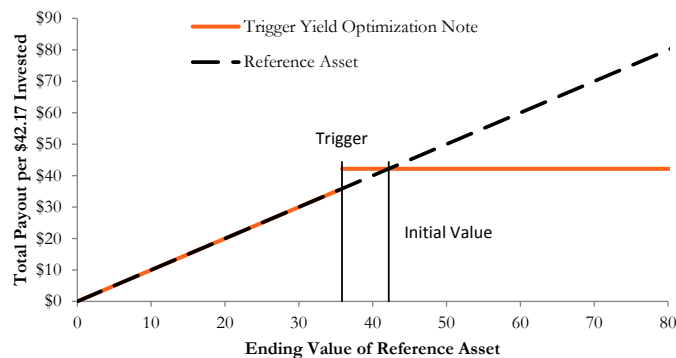 $90
$80
$70
$60
$50
$40
$30
$20
$10
$0
Total Payout per $42.17 Invested
Trigger Yield Optimization Note
Reference Asset
Trigger
Initial Value
0 10 20 30 40 50 60 70 80
Ending Value of Reference Asset